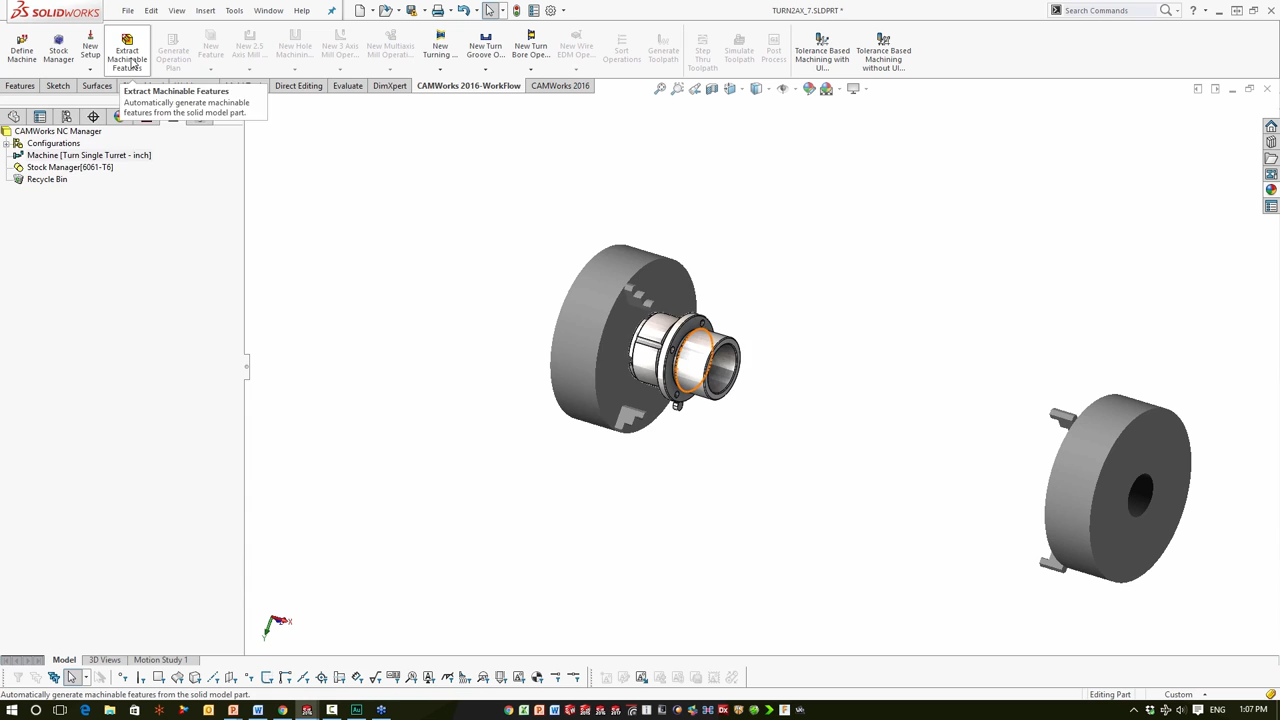 SOLIDWORKS File Edit View Insert Tools Window Help TURN2AX_7.SLDPRT * Search Commands
Define Machine
Stock Manager
New Setup
Extract Machinable Features
Generate Operation Plan
New Feature
New 2.5 Axis Mill ...
New Hole Machinin...
New 3 Axis Mill Oper...
New Multiaxis Mill Operati...
New Turning ...
New Turn Groove O...
New Turn Bore Ope...
New Wire EDM Ope...
Sort Operations
Generate Toolpath
Step Thru Toolpath
Post Process
Tolerance Based Machining with UI...
Tolerance Based Machining without UI...
Features Sketch Surfaces Direct Editing Evaluate DimXpert CAMWorks 2016-WorkFlow CAMWorks 2016
Extract Machinable Features
Automatically generate machinable
features from the solid model part.
CAMWorks NC Manager
Configurations
Machine [Turn Single Turret - inch]
Stock Manager[6061-T6]
Recycle Bin
X
Y
Model 3D Views Motion Study 1
Automatically generate machinable features from the solid model part. Editing Part Custom
ENG 1:07 PM